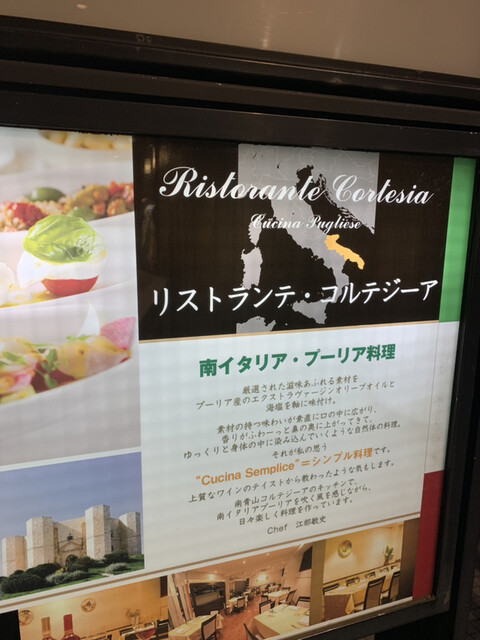 Ristorante Cortesia
Cucina Pugliese
リストランテ・コルテジーア
南イタリア・プーリア料理
厳選された滋味あふれる素材を
プーリア産のエクストラヴァージンオリーブオイルと
海塩を軸に味付け。
素材の持つ味わいが素直に口の中に広がり、
香りがふわーっと鼻の奥に上がってきて、
ゆっくりと身体の中に染み込んでいくような自然体の料理。
それが私の思う
"Cucina Semplice"=シンプル料理です。
上質なワインのテイストから教わったような気もします。
南青山コルテジーアのキッチンで、
南イタリアプーリアを吹く風を感じながら、
日々楽しく料理を作っています。
Chef 江部敏史